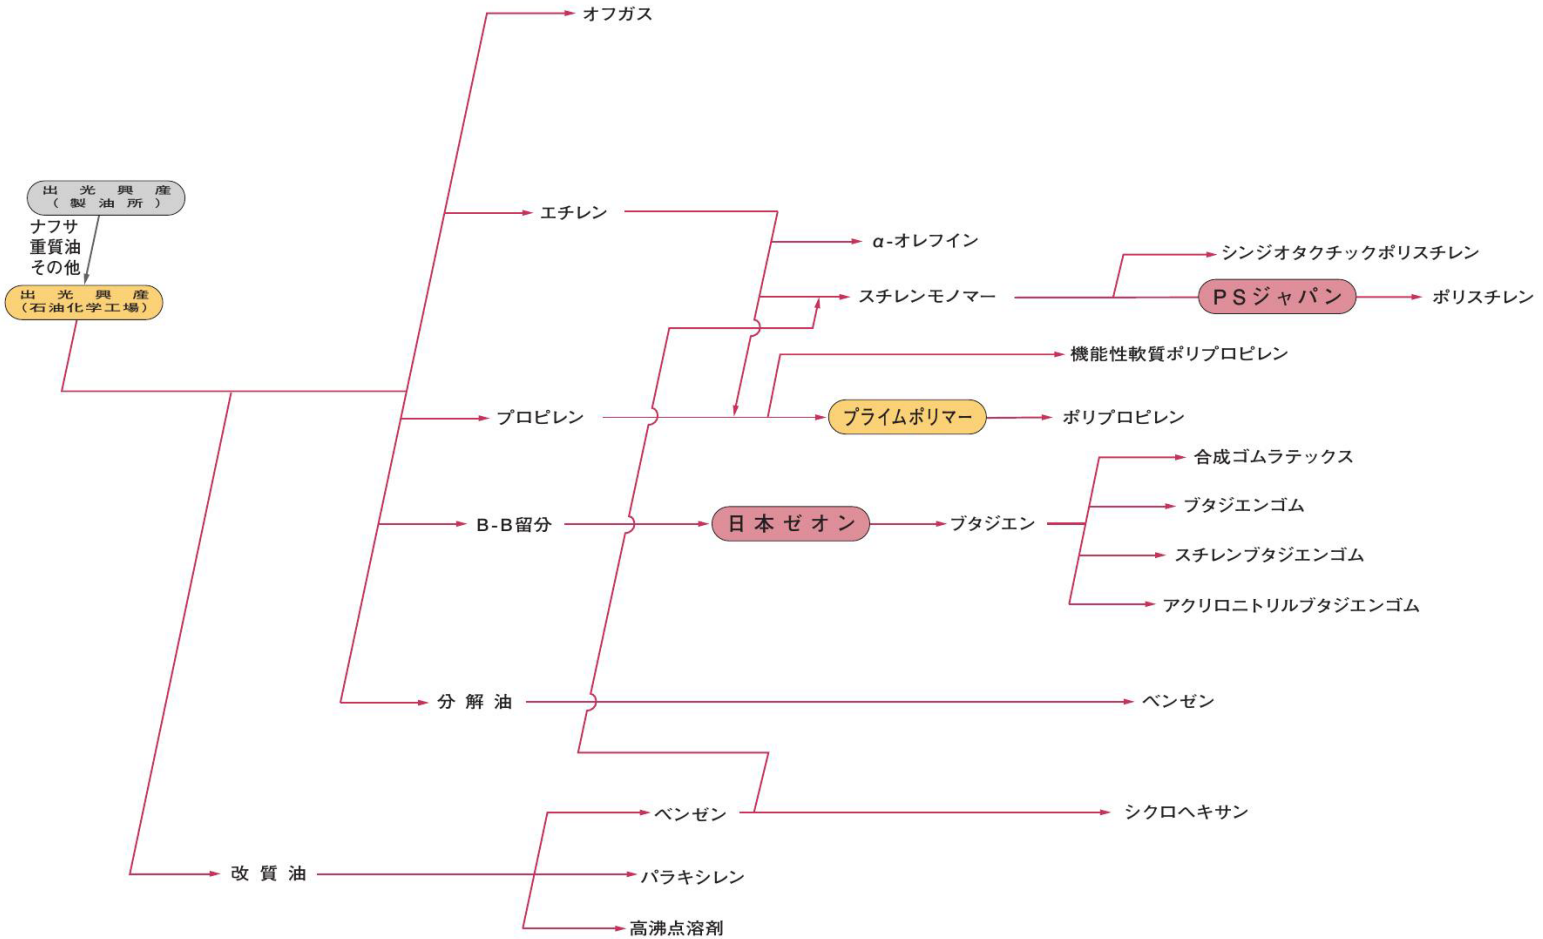 オフガス
出光興産
(製油所)
ナフサ
重質油
その他
出光興産
(石油化学工場)
エチレン
α-オレフイン
シンジオタクチックポリスチレン
スチレンモノマー
PSジャパン
ポリスチレン
機能性軟質ポリプロピレン
プロピレン
プライムポリマー
ポリプロピレン
合成ゴムラテックス
B-B留分
日本ゼオン
ブタジエン
ブタジエンゴム
スチレンブタジエンゴム
アクリロニトリルブタジエンゴム
分解油
ベンゼン
ベンゼン
シクロヘキサン
改質油
パラキシレン
高沸点溶剤